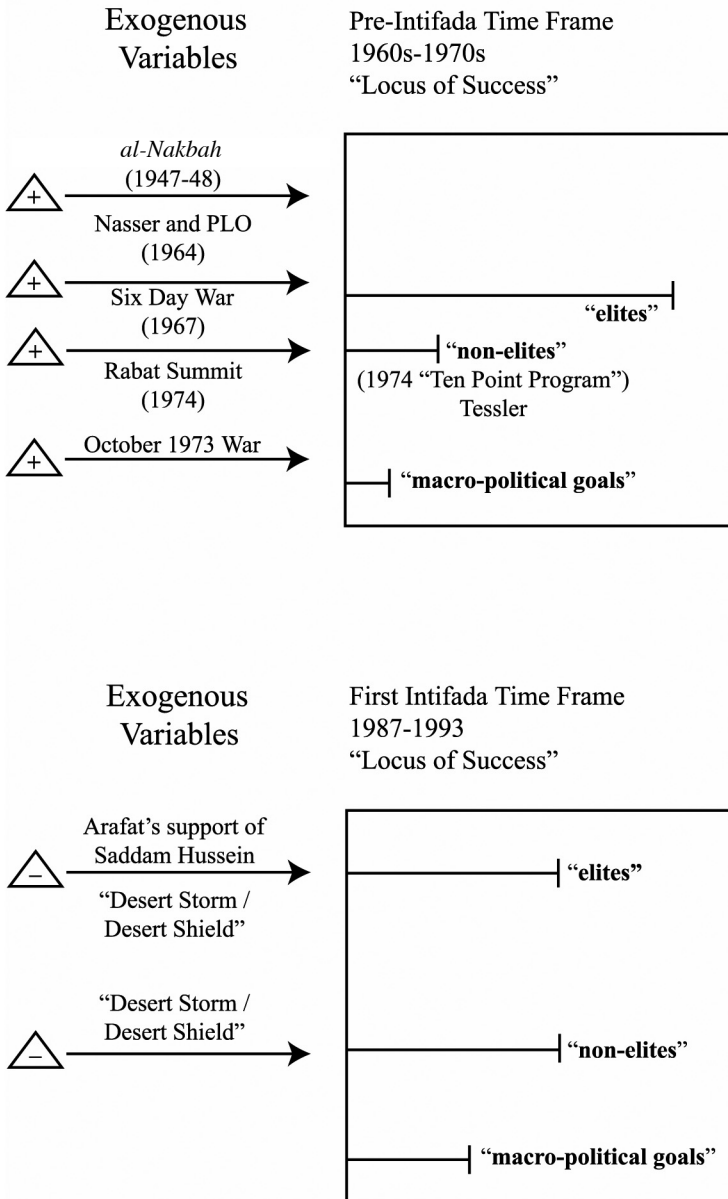 Exogenous
Variables
Pre-Intifada Time Frame
1960s-1970s
“Locus of Success”
al-Nakbah
(1947-48)
+
Nasser and PLO
(1964)
+
Six Day War
(1967)
+
Rabat Summit
(1974)
October 1973 War
+
“elites”
“non-elites”
(1974 “Ten Point Program”)
Tessler
“macro-political goals”
Exogenous
Variables
First Intifada Time Frame
1987-1993
“Locus of Success”
Arafat’s support of
Saddam Hussein
–
“Desert Storm /
Desert Shield”
“Desert Storm /
Desert Shield”
–
“elites”
“non-elites”
“macro-political goals”